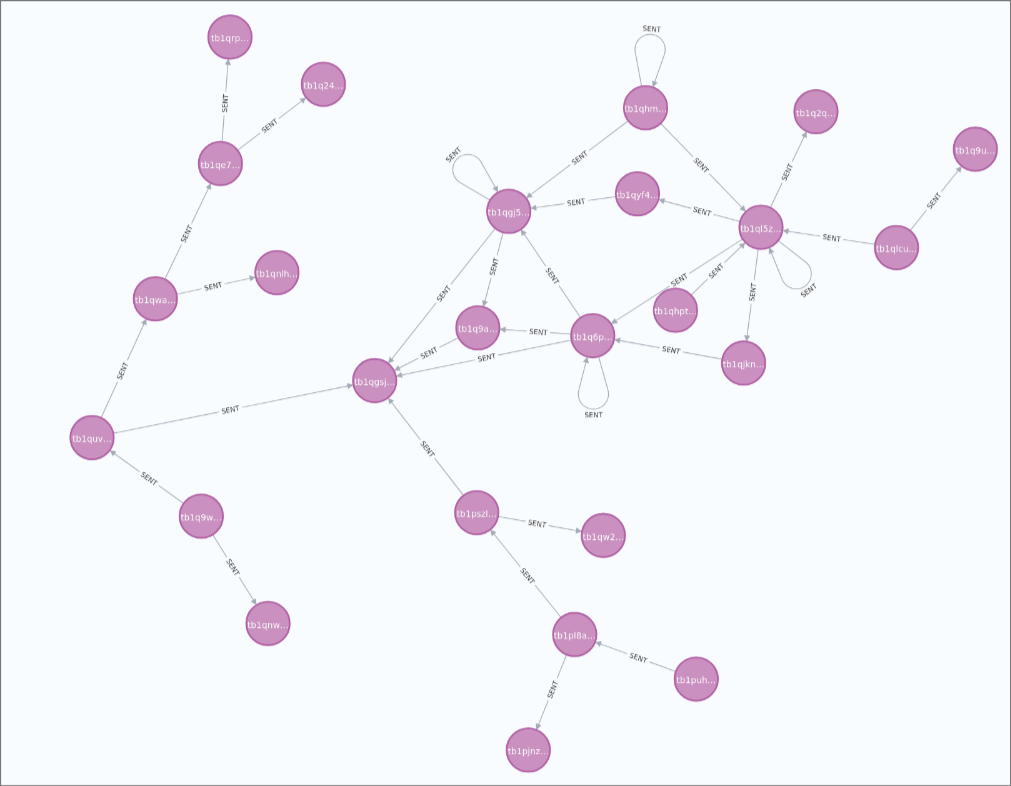 SENT
tb1qrp...
tb1q24...
SENT
tb1qhm...
tb1q2q...
SENT
SENT
tb1q9u...
SENT
SENT
tb1qe7...
SENT
SENT
SENT
tb1qyf4...
SENT
SENT
SENT
tb1qgj5...
tb1ql5z...
SENT
SENT
tb1qlcu...
SENT
tb1qnlh...
SENT
SENT
SENT
SENT
tb1qwa...
SENT
SENT
SENT
tb1qhpt...
tb1q9a...
SENT
tb1q6p...
SENT
SENT
SENT
tb1qjkn...
SENT
tb1qgsj...
SENT
SENT
tb1quv...
SENT
SENT
tb1pszl...
tb1q9w...
SENT
tb1qw2...
SENT
SENT
tb1qnw...
tb1pl8a...
SENT
tb1puh...
SENT
tb1pjnz...